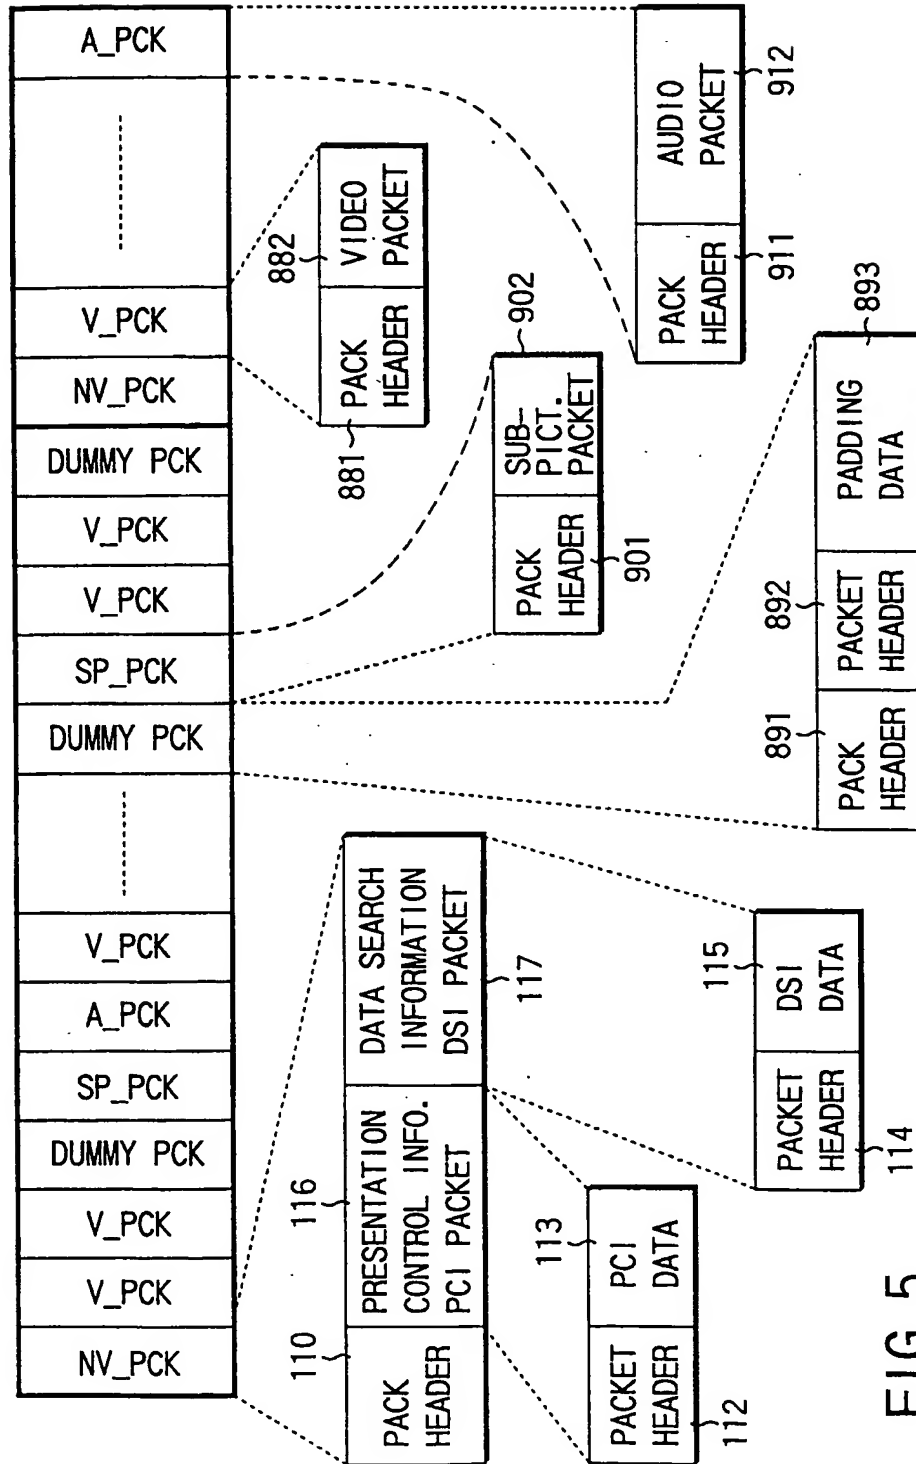 NV_PCK
V_PCK
V_PCK
DUMMY PCK
SP_PCK
A_PCK
V_PCK
DUMMY PCK
SP_PCK
V_PCK
V_PCK
DUMMY PCK
NV_PCK
V_PCK
A_PCK
110
116
PACK
HEADER
PRESENTATION
CONTROL INFO.
PCI PACKET
DATA SEARCH
INFORMATION
DSI PACKET
117
881
PACK
HEADER
882
VIDEO
PACKET
PACK
HEADER
901
SUB-
PICT.
PACKET
902
113
PACKET
HEADER
112
PCI
DATA
115
PACKET
HEADER
114
DSI
DATA
PACK
HEADER
911
AUDIO
PACKET
912
891
892
PACK
HEADER
PACKET
HEADER
PADDING
DATA
893
FIG. 5